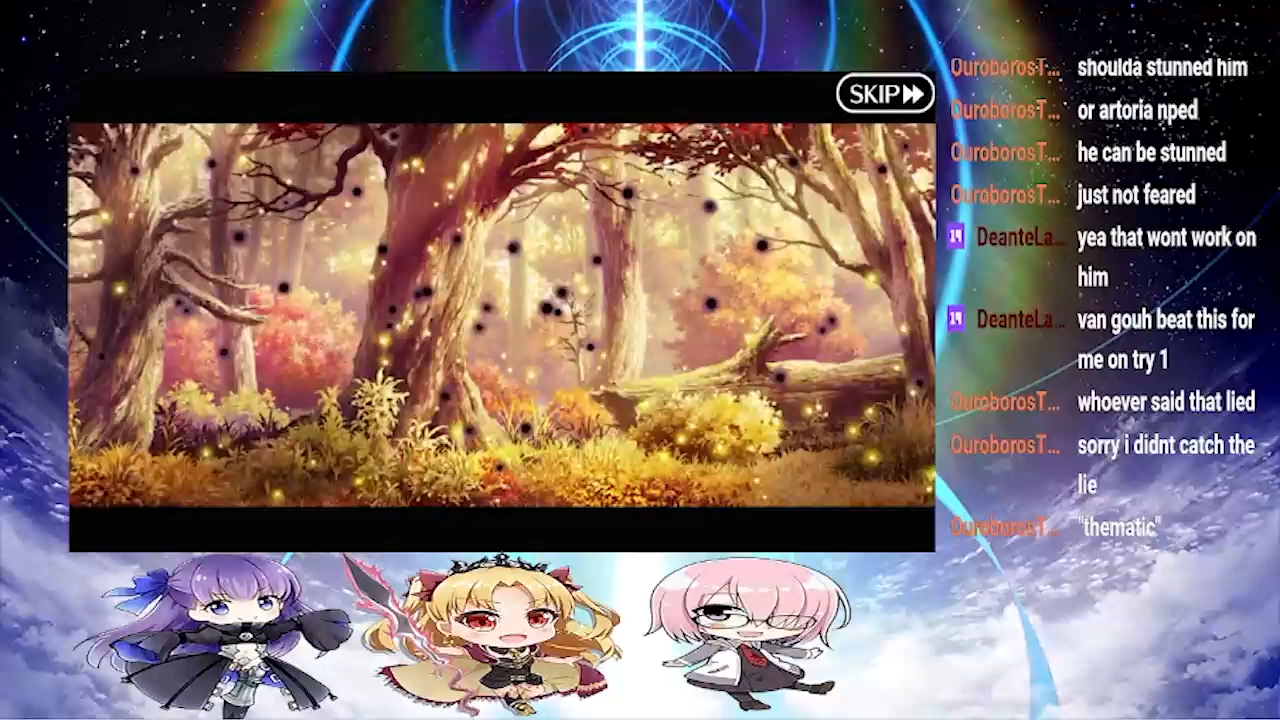 SKIP
OuroborosT... shoulda stunned him
OuroborosT... or artoria nped
OuroborosT... he can be stunned
OuroborosT... just not feared
19 DeanteLa... yea that wont work on
him
19 DeanteLa... van gouh beat this for
me on try 1
OuroborosT... whoever said that lied
OuroborosT... sorry i didnt catch the
lie
OuroborosT... "thematic"